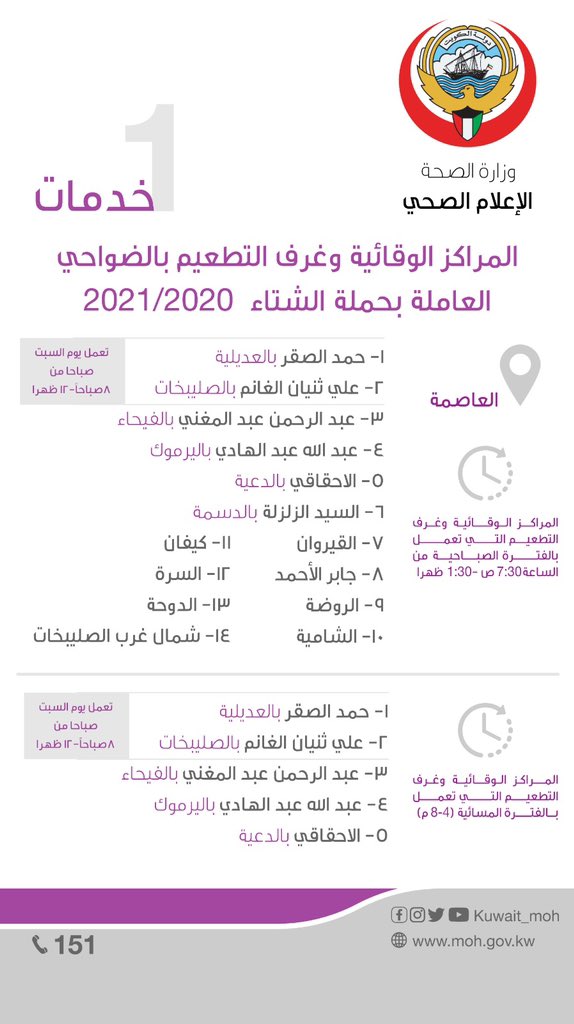 دولة الكويت
وزارة الصحة
الإعلام الصحي
1
خدمات
المراكز الوقائية وغرف التطعيم بالضواحي
العاملة بحملة الشتاء 2021/2020
العاصمة
المراكز الوقائية وغرف
التطعيم التي تعمل
بالفترة الصباحية من
الساعة 7:30 ص -1:30 ظهرا
١- حمد الصقر بالعديلية
٢- علي ثنيان الغانم بالصليبخات
تعمل يوم السبت
صباحا من
٨ صباحاً-١٢ ظهرا
٣- عبد الرحمن عبد المغني بالفيحاء
٤- عبد الله عبد الهادي باليرموك
٥- الاحقاقي بالدعية
٦- السيد الزلزلة بالدسمة
٧- القيروان
٨- جابر الأحمد
٩- الروضة
١٠- الشامية
١١- كيفان
١٢- السرة
١٣- الدوحة
١٤- شمال غرب الصليبخات
المراكز الوقائية وغرف
التطعيم التي تعمل
بالفترة المسائية (4-8 م)
١- حمد الصقر بالعديلية
٢- علي ثنيان الغانم بالصليبخات
تعمل يوم السبت
صباحا من
٨ صباحاً-١٢ ظهرا
٣- عبد الرحمن عبد المغني بالفيحاء
٤- عبد الله عبد الهادي باليرموك
٥- الاحقاقي بالدعية
Kuwait_moh
www.moh.gov.kw
151